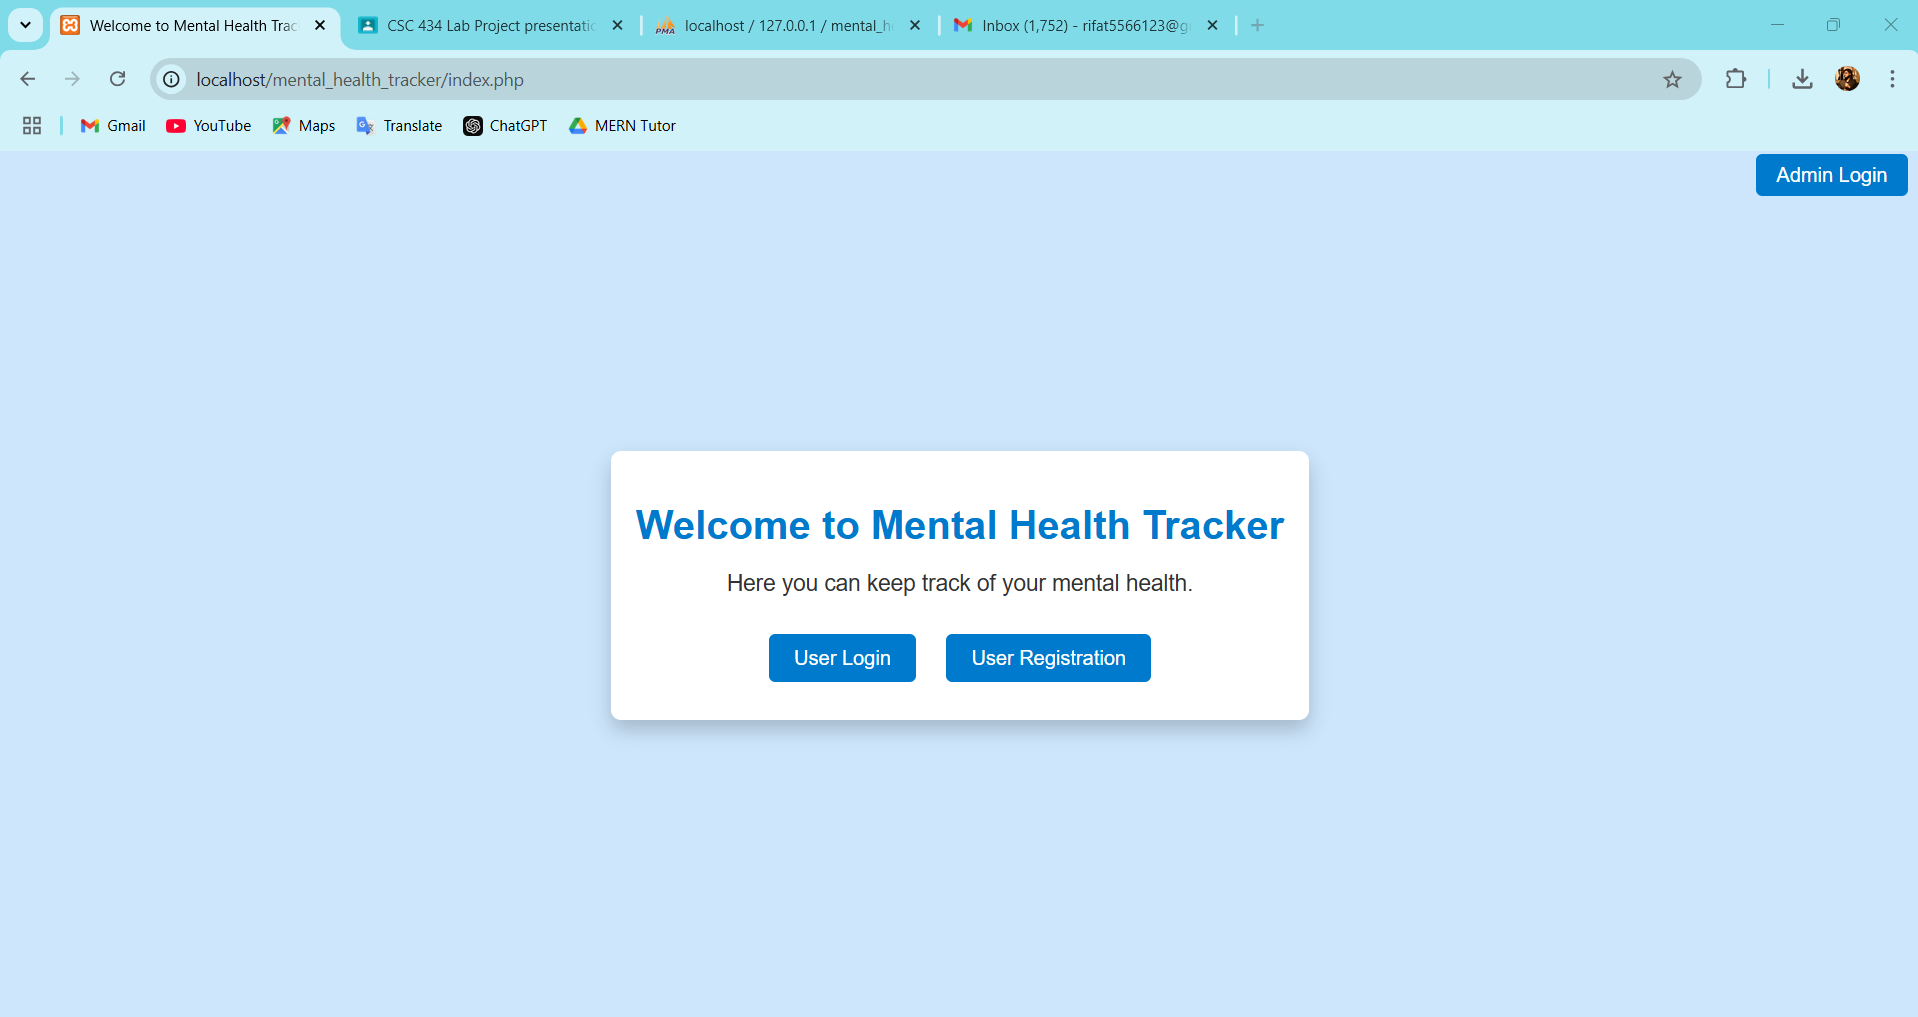 Welcome to Mental Health Trac
CSC 434 Lab Project presentatic
PMA
localhost / 127.0.0.1 / mental_h
Inbox (1,752) - rifat5566123@g
localhost/mental_health_tracker/index.php
Gmail
YouTube
Maps
Translate
ChatGPT
MERN Tutor
Admin Login
Welcome to Mental Health Tracker
Here you can keep track of your mental health.
User Login
User Registration